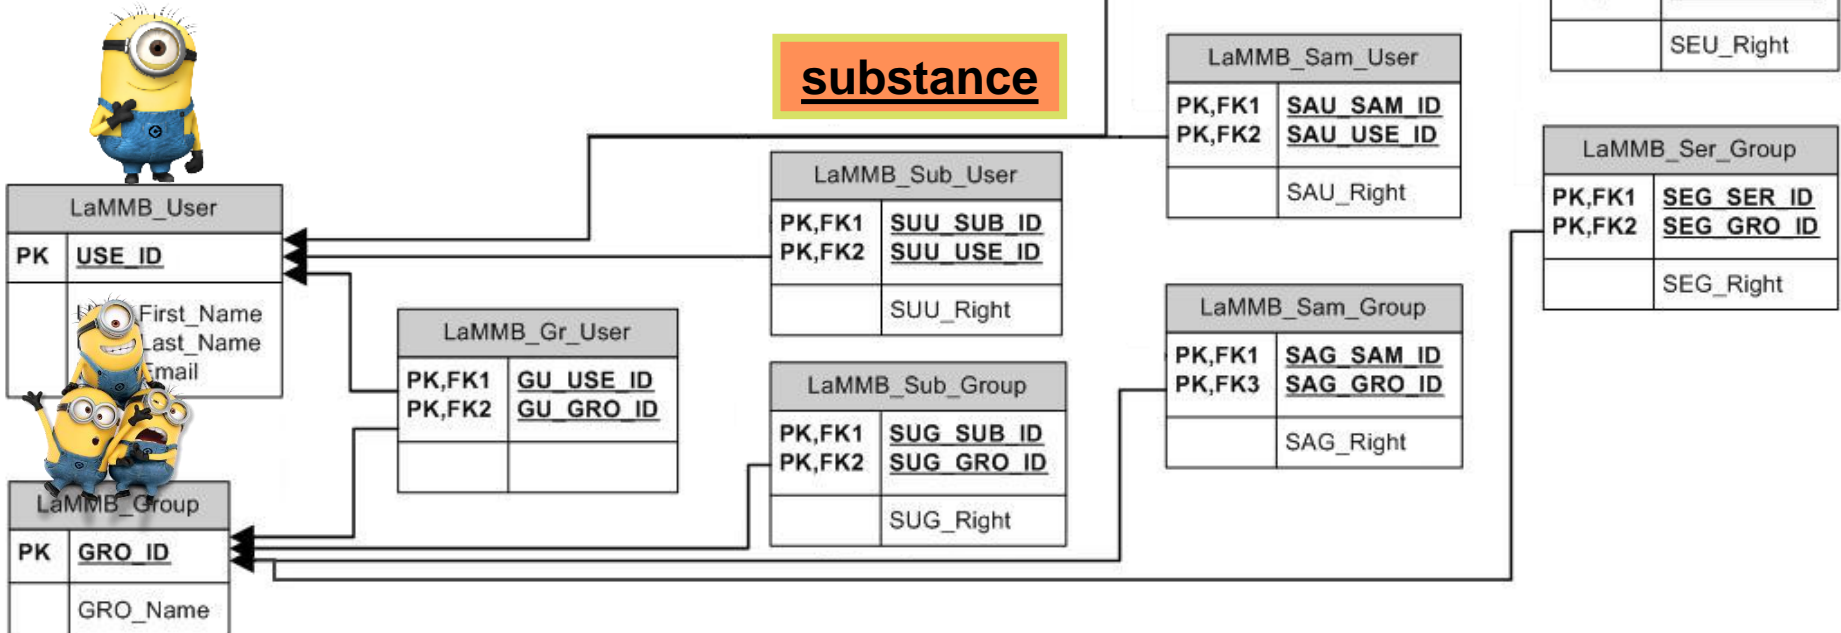 substance
LaMMB_User
PK USE_ID
First_Name
Last_Name
Email
LaMMB_Group
PK GRO_ID
GRO_Name
LaMMB_Gr_User
PK,FK1 GU_USE_ID
PK,FK2 GU_GRO_ID
LaMMB_Sub_User
PK,FK1 SUU_SUB_ID
PK,FK2 SUU_USE_ID
SUU_Right
LaMMB_Sub_Group
PK,FK1 SUG_SUB_ID
PK,FK2 SUG_GRO_ID
SUG_Right
LaMMB_Sam_User
PK,FK1 SAU_SAM_ID
PK,FK2 SAU_USE_ID
SAU_Right
LaMMB_Sam_Group
PK,FK1 SAG_SAM_ID
PK,FK3 SAG_GRO_ID
SAG_Right
SEU_Right
LaMMB_Ser_Group
PK,FK1 SEG_SER_ID
PK,FK2 SEG_GRO_ID
SEG_Right